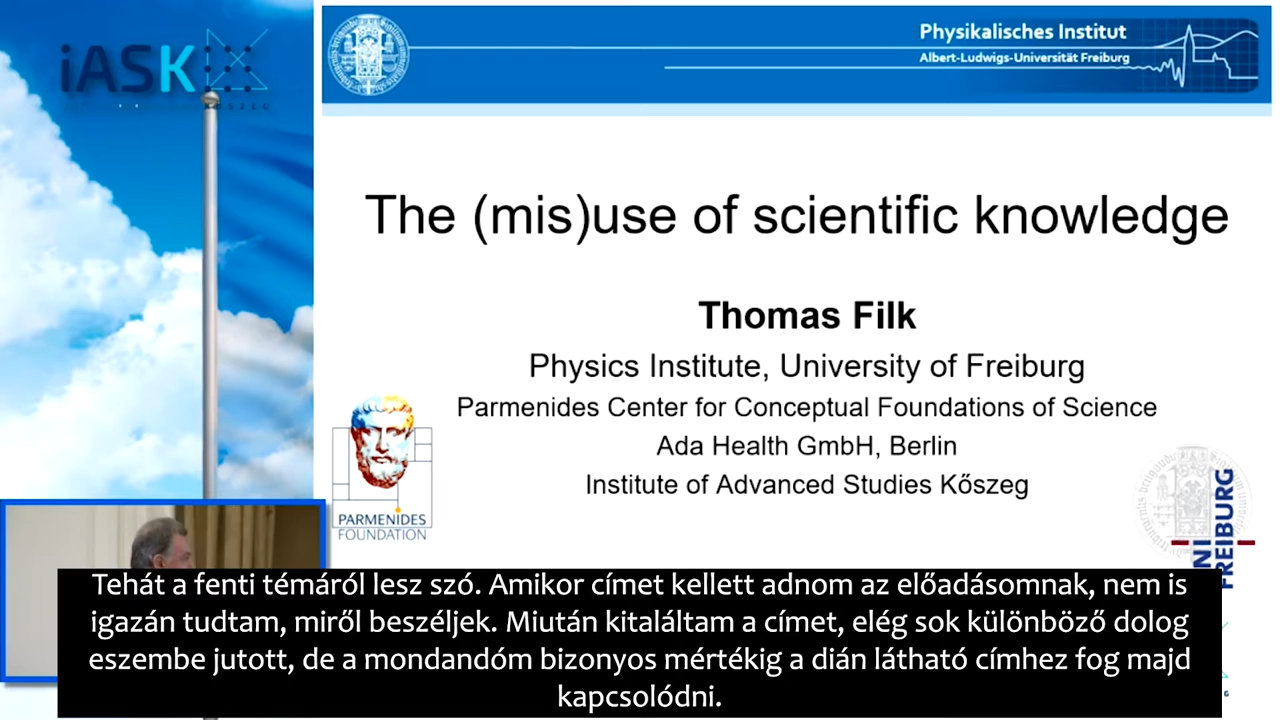 iASK
KŐSZEG
Physikalisches Institut
Albert-Ludwigs-Universität Freiburg
The (mis)use of scientific knowledge
Thomas Filk
Physics Institute, University of Freiburg
Parmenides Center for Conceptual Foundations of Science
Ada Health GmbH, Berlin
Institute of Advanced Studies Kőszeg
PARMENIDES
FOUNDATION
FREIBURG
Tehát a fenti témáról lesz szó. Amikor címet kellett adnom az előadásomnak, nem is
igazán tudtam, miről beszéljek. Miután kitaláltam a címet, elég sok különböző dolog
eszembe jutott, de a mondandóm bizonyos mértékig a dián látható címhez fog majd
kapcsolódni.